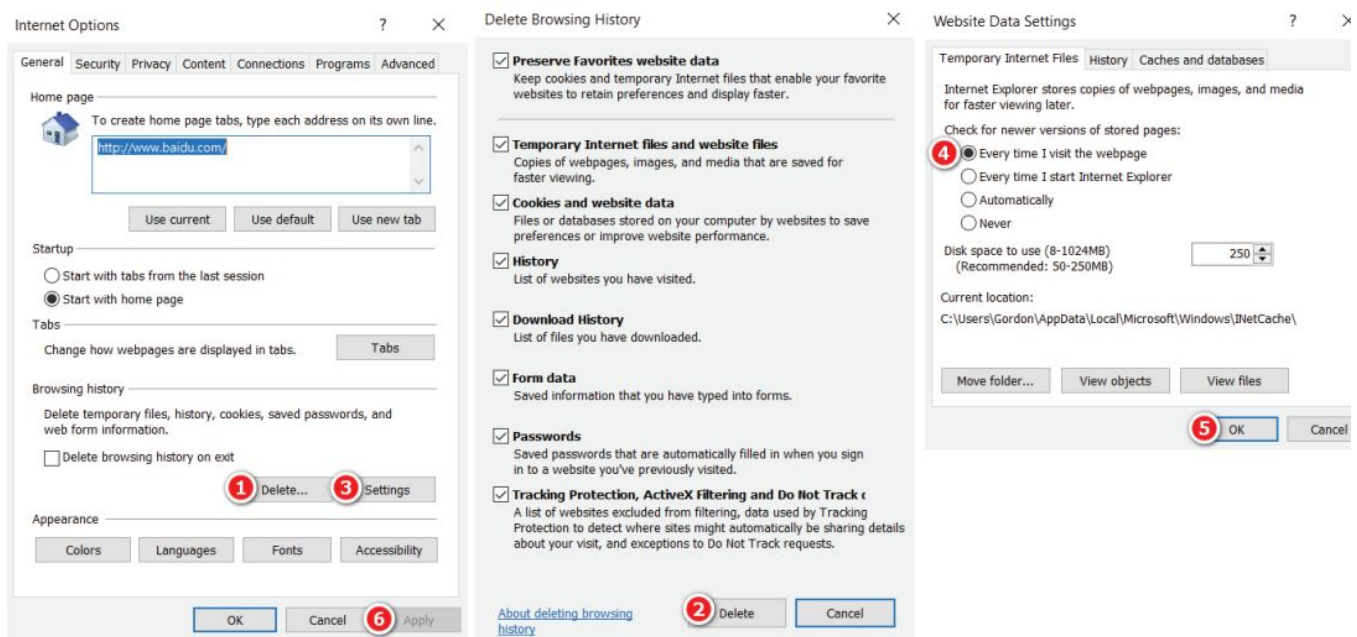 Internet Options
?
General Security Privacy Content Connections Programs Advanced
Home page
To create home page tabs, type each address on its own line.
http://www.baidu.com/
Use current Use default Use new tab
Startup
Start with tabs from the last session
Start with home page
Tabs
Change how webpages are displayed in tabs. Tabs
Browsing history
Delete temporary files, history, cookies, saved passwords, and
web form information.
Delete browsing history on exit
1 Delete... 3 Settings
Appearance
Colors Languages Fonts Accessibility
OK Cancel 6 Apply
Delete Browsing History
Preserve Favorites website data
Keep cookies and temporary Internet files that enable your favorite
websites to retain preferences and display faster.
Temporary Internet files and website files
Copies of webpages, images, and media that are saved for
faster viewing.
Cookies and website data
Files or databases stored on your computer by websites to save
preferences or improve website performance.
History
List of websites you have visited.
Download History
List of files you have downloaded.
Form data
Saved information that you have typed into forms.
Passwords
Saved passwords that are automatically filled in when you sign
in to a website you've previously visited.
Tracking Protection, ActiveX Filtering and Do Not Track
A list of websites excluded from filtering, data used by Tracking
Protection to detect where sites might automatically be sharing details
about your visit, and exceptions to Do Not Track requests.
About deleting browsing
history
2 Delete Cancel
Website Data Settings
?
Temporary Internet Files History Caches and databases
Internet Explorer stores copies of webpages, images, and media
for faster viewing later.
Check for newer versions of stored pages:
4 Every time I visit the webpage
Every time I start Internet Explorer
Automatically
Never
Disk space to use (8-1024MB) 250
(Recommended: 50-250MB)
Current location:
C:\Users\Gordon\AppData\Local\Microsoft\Windows\INetCache\
Move folder... View objects View files
5 OK Cancel